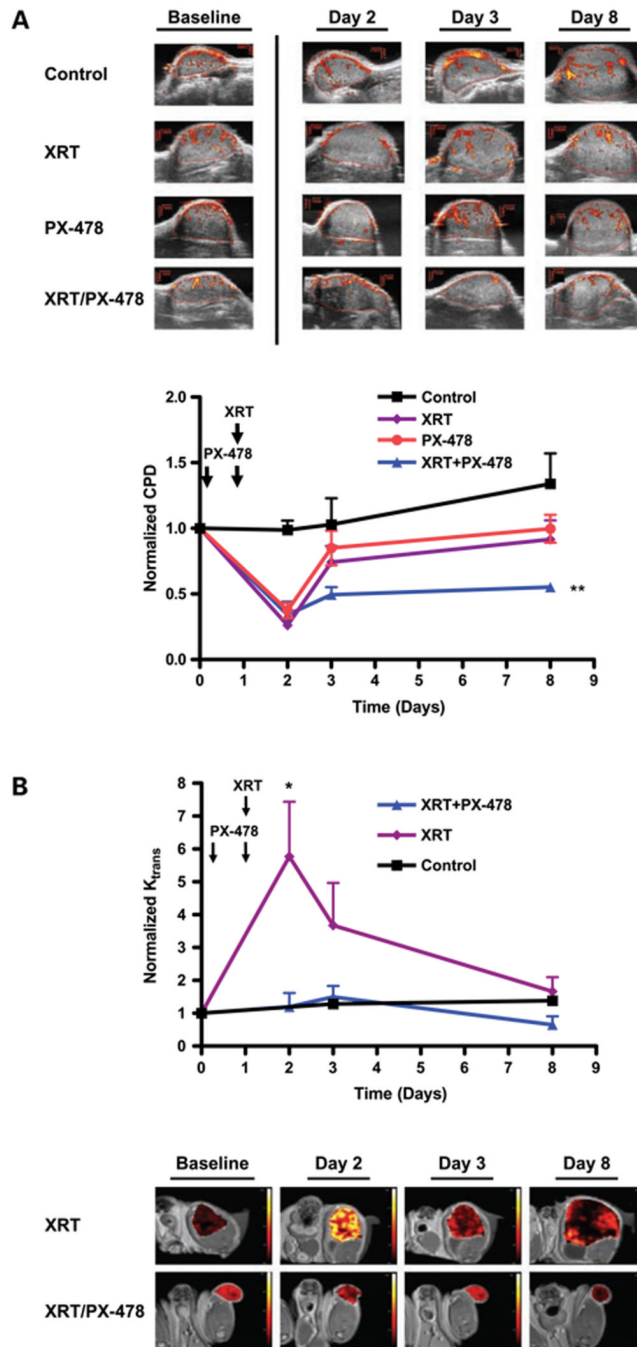 A
Baseline Day 2 Day 3 Day 8
Control
XRT
PX-478
XRT/PX-478
2.0
1.5
1.0
0.5
0.0
Normalized CPD
XRT
PX-478
Control
XRT
PX-478
XRT+PX-478
**
0 1 2 3 4 5 6 7 8 9
Time (Days)
B
8
7
6
5
4
3
2
1
0
Normalized Ktrans
XRT
PX-478
*
XRT+PX-478
XRT
Control
0 1 2 3 4 5 6 7 8 9
Time (Days)
Baseline Day 2 Day 3 Day 8
XRT
XRT/PX-478